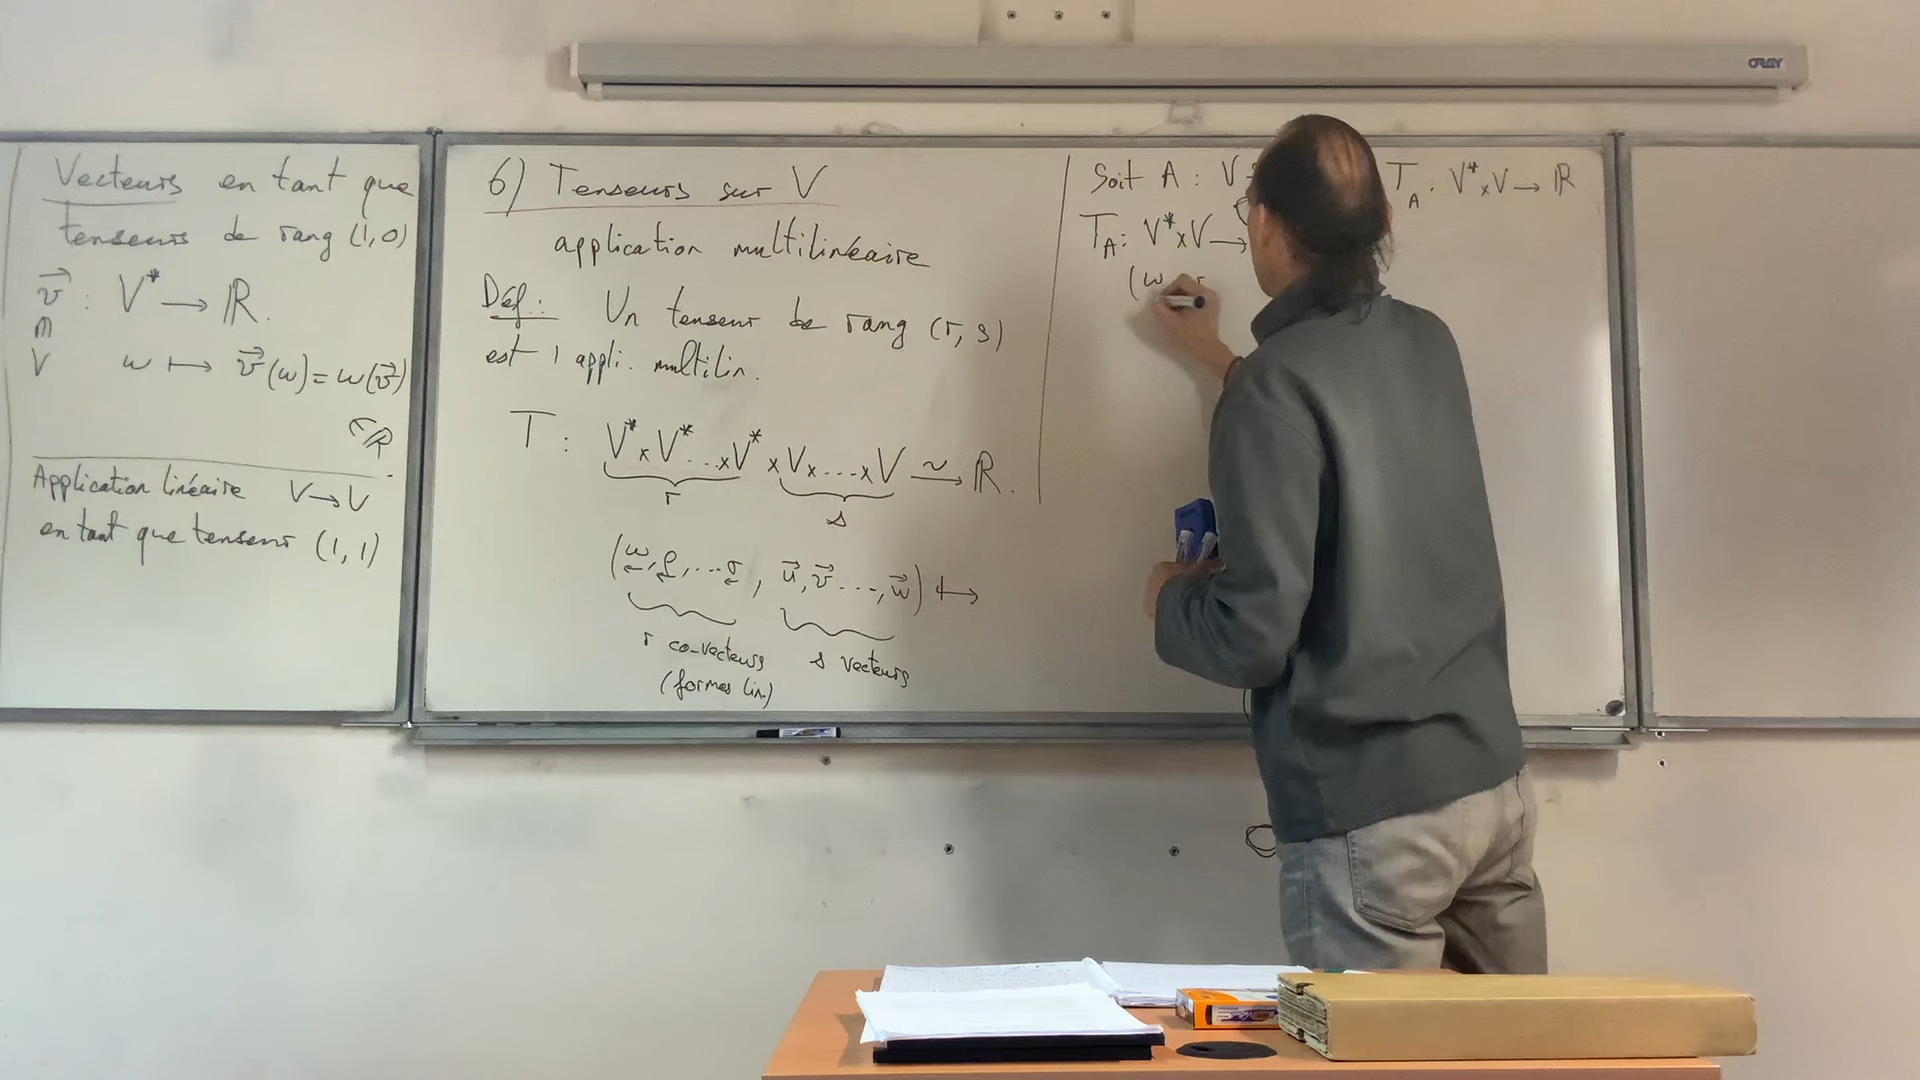 Vecteurs en tant que
tenseurs de rang (1,0)
v⃗ : V* → ℝ.
∈
V ω ↦ v⃗(ω) = ω(v⃗)
∈ ℝ
Application linéaire V → V
en tant que tenseur (1,1)
6) Tenseurs sur V
application multilinéaire
Déf.: Un tenseur de rang (r, s)
est 1 appli. multilin.
T : V* x V* ... x V* x V x ... x V ~→ ℝ.
r s
(ω, ρ, ... σ, u⃗, v⃗ ..., w⃗) ↦
r co-vecteurs s vecteurs
(formes lin.)
Soit A : V T_A : V* x V → ℝ
T_A : V* x V →
(ω
ORAY